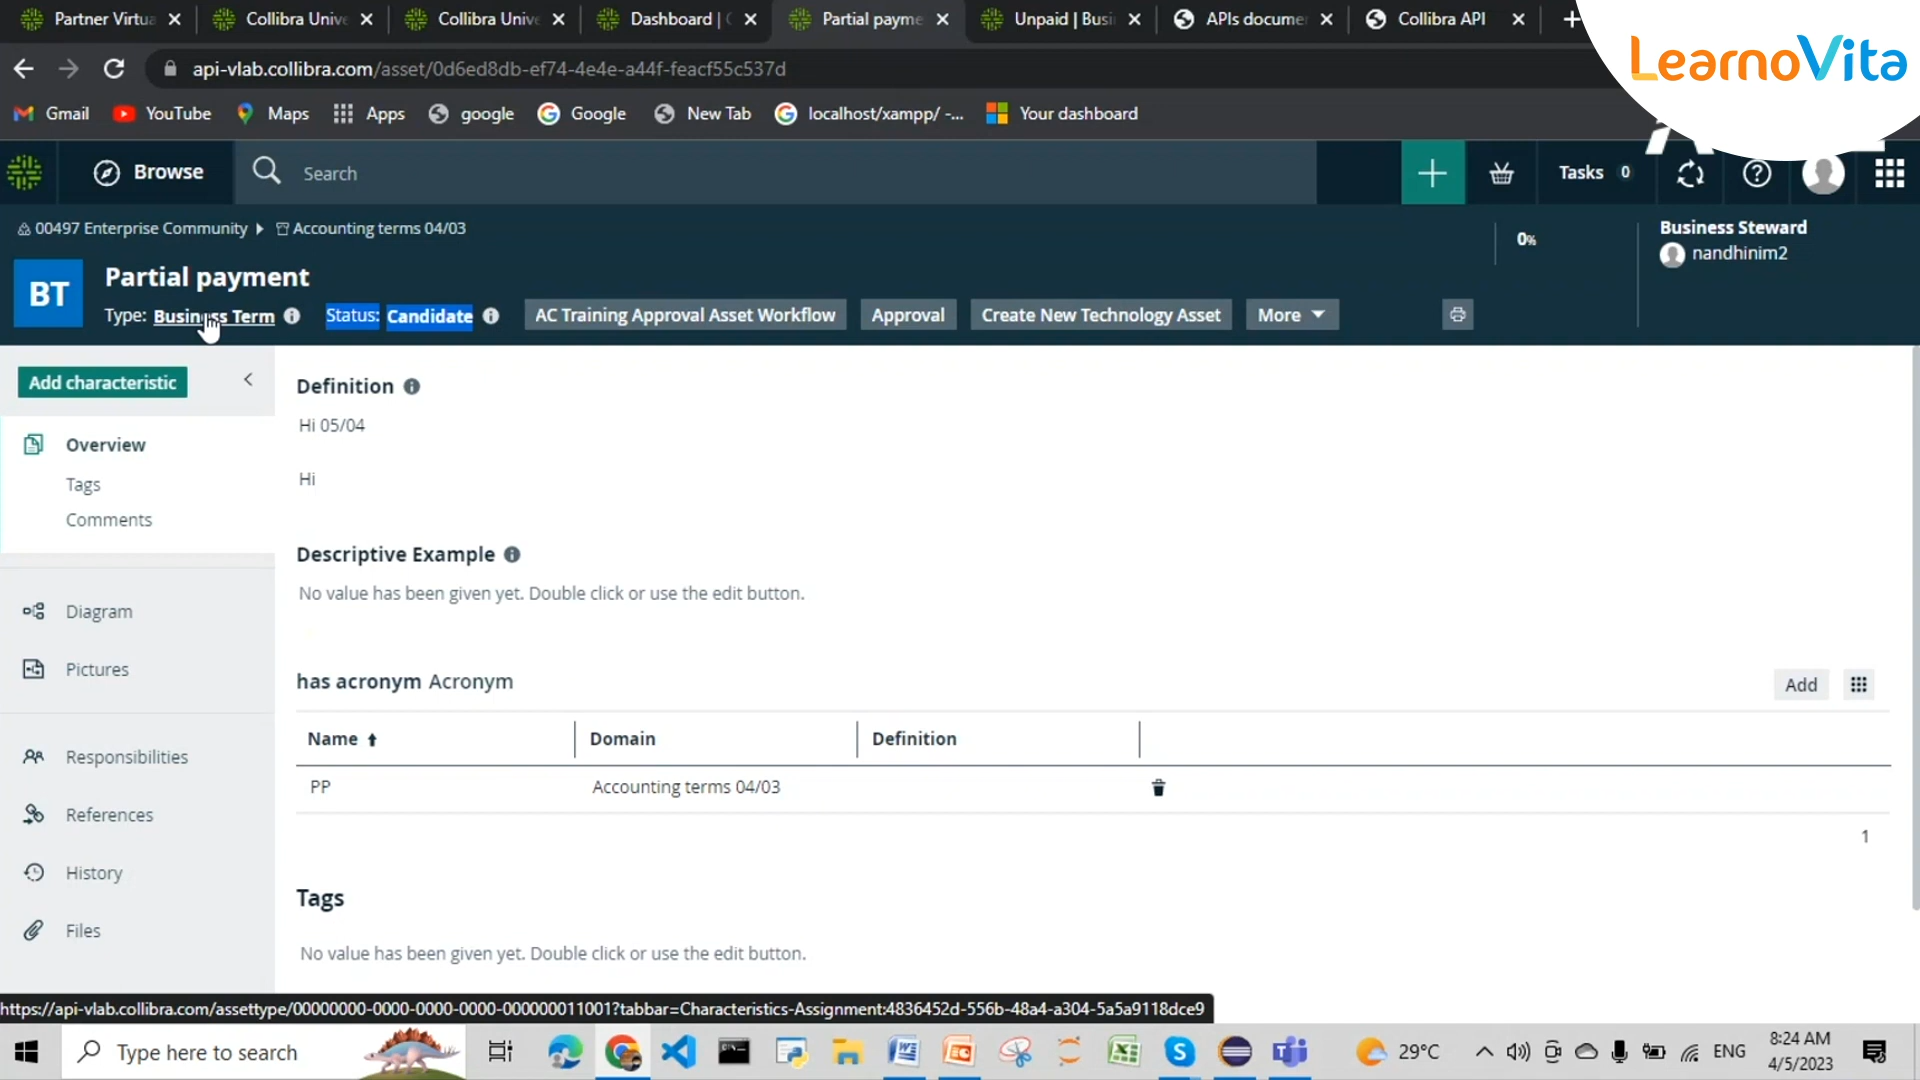 Partner Virtua
Collibra Unive
Collibra Unive
Dashboard | C
Partial payme
Unpaid | Busi
APIs docume
Collibra API
LearnoVita
api-vlab.collibra.com/asset/0d6ed8db-ef74-4e4e-a44f-feacf55c537d
Gmail YouTube Maps Apps google Google New Tab localhost/xampp/ -... Your dashboard
Browse Search Tasks 0
00497 Enterprise Community Accounting terms 04/03
0%
Business Steward
nandhinim2
BT
Partial payment
Type: Business Term Status: Candidate AC Training Approval Asset Workflow Approval Create New Technology Asset More
Add characteristic
Overview
Tags
Comments
Diagram
Pictures
Responsibilities
References
History
Files
Definition
Hi 05/04
Hi
Descriptive Example
No value has been given yet. Double click or use the edit button.
has acronym Acronym
Add
Name Domain Definition
PP Accounting terms 04/03
1
Tags
No value has been given yet. Double click or use the edit button.
https://api-vlab.collibra.com/assettype/00000000-0000-0000-0000-000000011001?tabbar=Characteristics-Assignment:4836452d-556b-48a4-a304-5a5a9118dce9
Type here to search
29°C
ENG
8:24 AM
4/5/2023